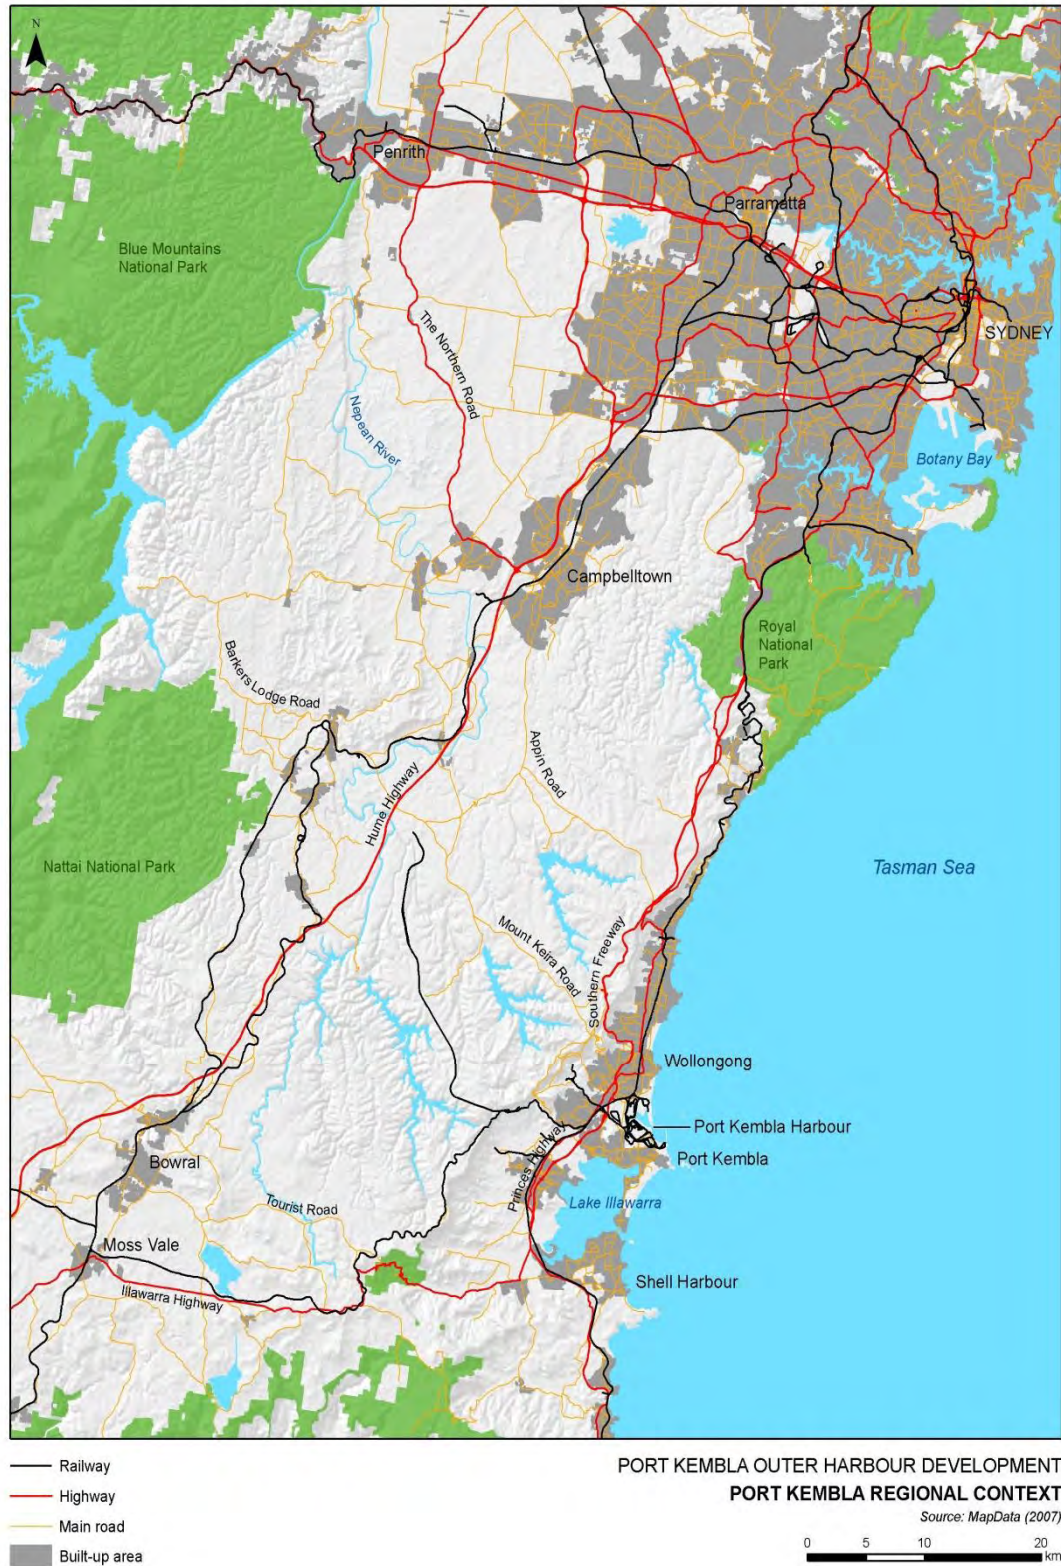 N
Penrith
Parramatta
Blue Mountains
National Park
The Northern Road
SYDNEY
Nepean River
Botany Bay
Campbelltown
Royal
National
Park
Barkers Lodge Road
Appin Road
Hume Highway
Nattai National Park
Tasman Sea
Mount Keira Road
Southern Freeway
Wollongong
Port Kembla Harbour
Port Kembla
Princes Highway
Bowral
Lake Illawarra
Tourist Road
Moss Vale
Shell Harbour
Illawarra Highway
Railway
Highway
Main road
Built-up area
PORT KEMBLA OUTER HARBOUR DEVELOPMENT
PORT KEMBLA REGIONAL CONTEXT
Source: MapData (2007)
0 5 10 20
km